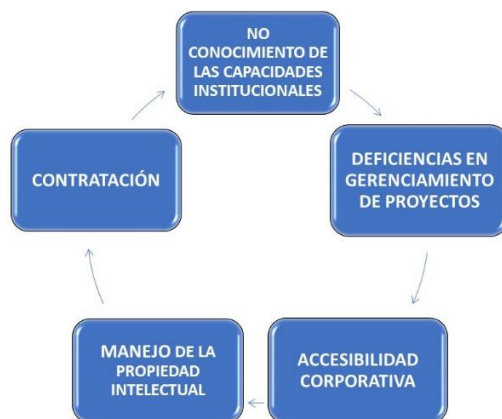 NO
CONOCIMIENTO DE
LAS CAPACIDADES
INSTITUCIONALES
DEFICIENCIAS EN
GERENCIAMIENTO
DE PROYECTOS
ACCESIBILIDAD
CORPORATIVA
MANEJO DE LA
PROPIEDAD
INTELECTUAL
CONTRATACIÓN